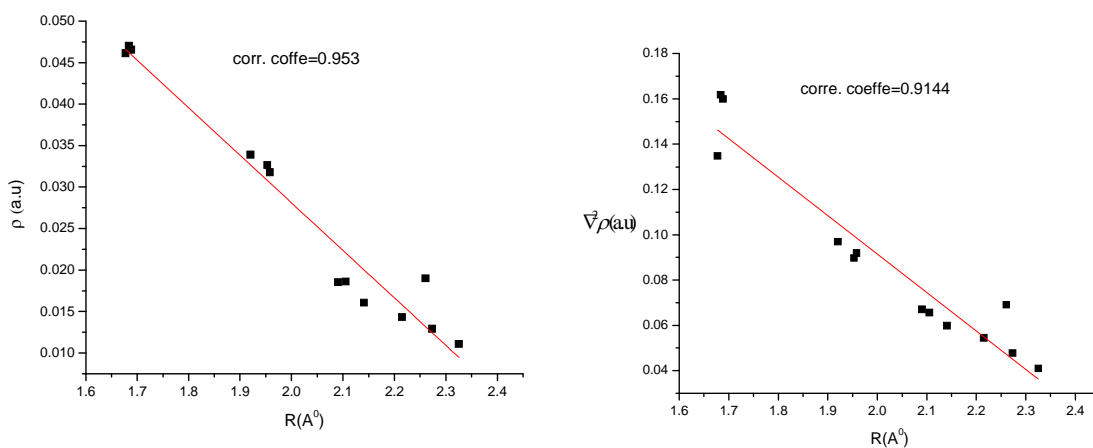 0.050
0.045
0.040
0.035
0.030
0.025
0.020
0.015
0.010
ρ (a.u)
corr. coffe=0.953
1.6 1.7 1.8 1.9 2.0 2.1 2.2 2.3 2.4
R(A⁰)
0.18
0.16
0.14
0.12
0.10
0.08
0.06
0.04
∇²ρ(a.u)
corre. coeffe=0.9144
1.6 1.7 1.8 1.9 2.0 2.1 2.2 2.3 2.4
R(A⁰)